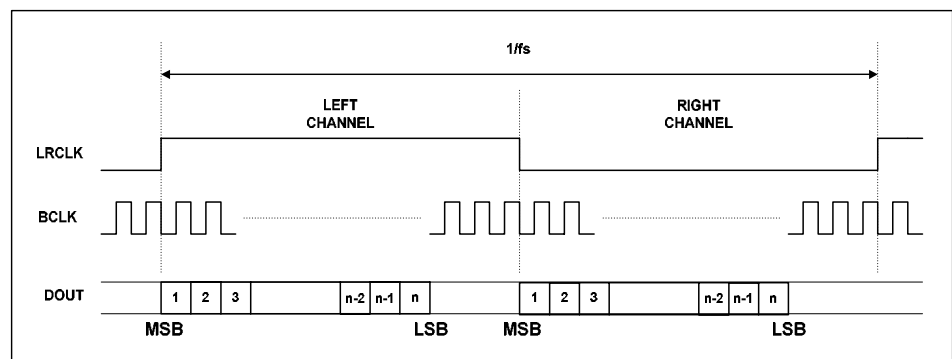 1/fs
LEFT
CHANNEL
RIGHT
CHANNEL
LRCLK
BCLK
DOUT
1 2 3 n-2 n-1 n 1 2 3 n-2 n-1 n
MSB LSB MSB LSB